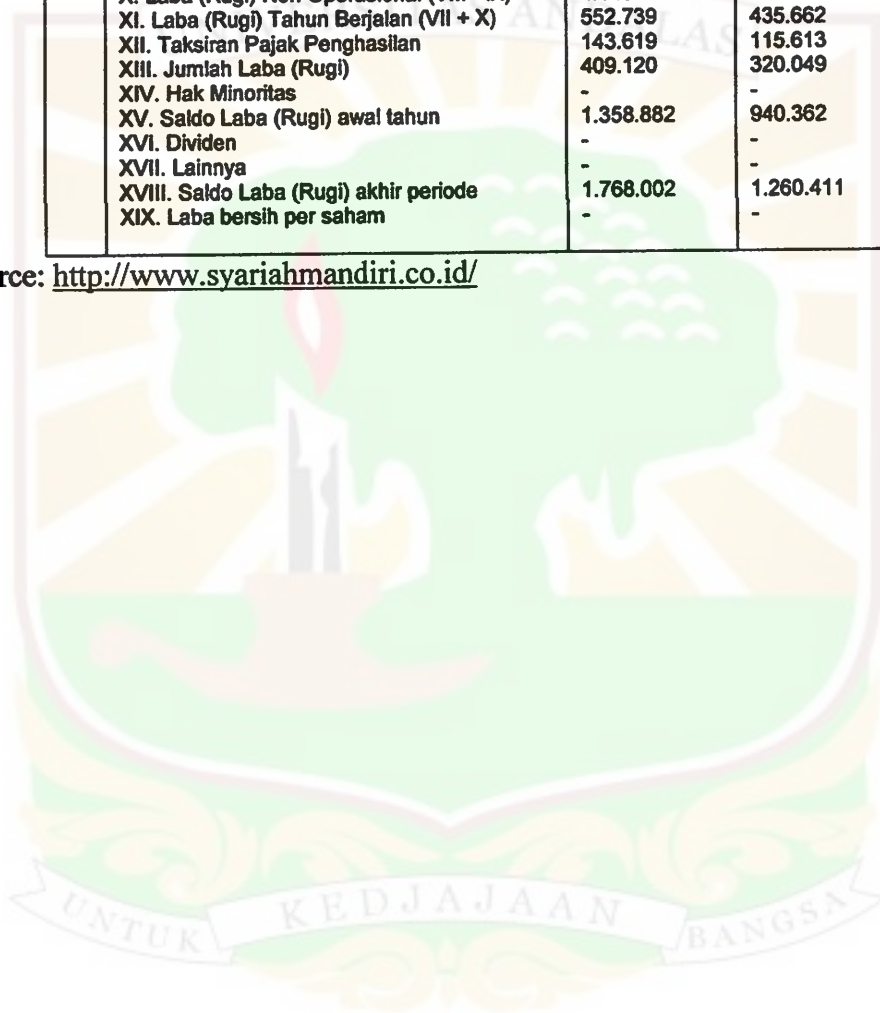 XI. Laba (Rugi) Tahun Berjalan (VII + X) 552.739 435.662
XII. Taksiran Pajak Penghasilan 143.619 115.613
XIII. Jumlah Laba (Rugi) 409.120 320.049
XIV. Hak Minoritas - -
XV. Saldo Laba (Rugi) awal tahun 1.358.882 940.362
XVI. Dividen - -
XVII. Lainnya - -
XVIII. Saldo Laba (Rugi) akhir periode 1.768.002 1.260.411
XIX. Laba bersih per saham - -
rce: http://www.syariahmandiri.co.id/
UNTUK KEDJAJAAN BANGSA